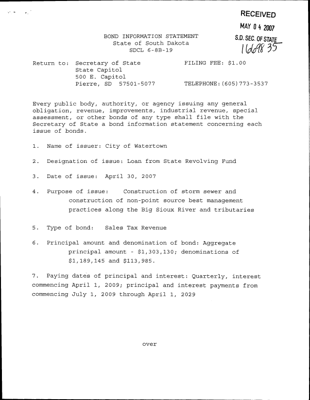 RECEIVED
MAY 04 2007
S.D. SEC. OF STATE
BOND INFORMATION STATEMENT
State of South Dakota
SDCL 6-8B-19
Return to: Secretary of State FILING FEE: $1.00
State Capitol
500 E. Capitol
Pierre, SD 57501-5077 TELEPHONE:(605)773-3537
Every public body, authority, or agency issuing any general
obligation, revenue, improvements, industrial revenue, special
assessment, or other bonds of any type shall file with the
Secretary of State a bond information statement concerning each
issue of bonds.
1. Name of issuer: City of Watertown
2. Designation of issue: Loan from State Revolving Fund
3. Date of issue: April 30, 2007
4. Purpose of issue: Construction of storm sewer and
construction of non-point source best management
practices along the Big Sioux River and tributaries
5. Type of bond: Sales Tax Revenue
6. Principal amount and denomination of bond: Aggregate
principal amount - $1,303,130; denominations of
$1,189,145 and $113,985.
7. Paying dates of principal and interest: Quarterly, interest
commencing April 1, 2009; principal and interest payments from
commencing July 1, 2009 through April 1, 2029
over